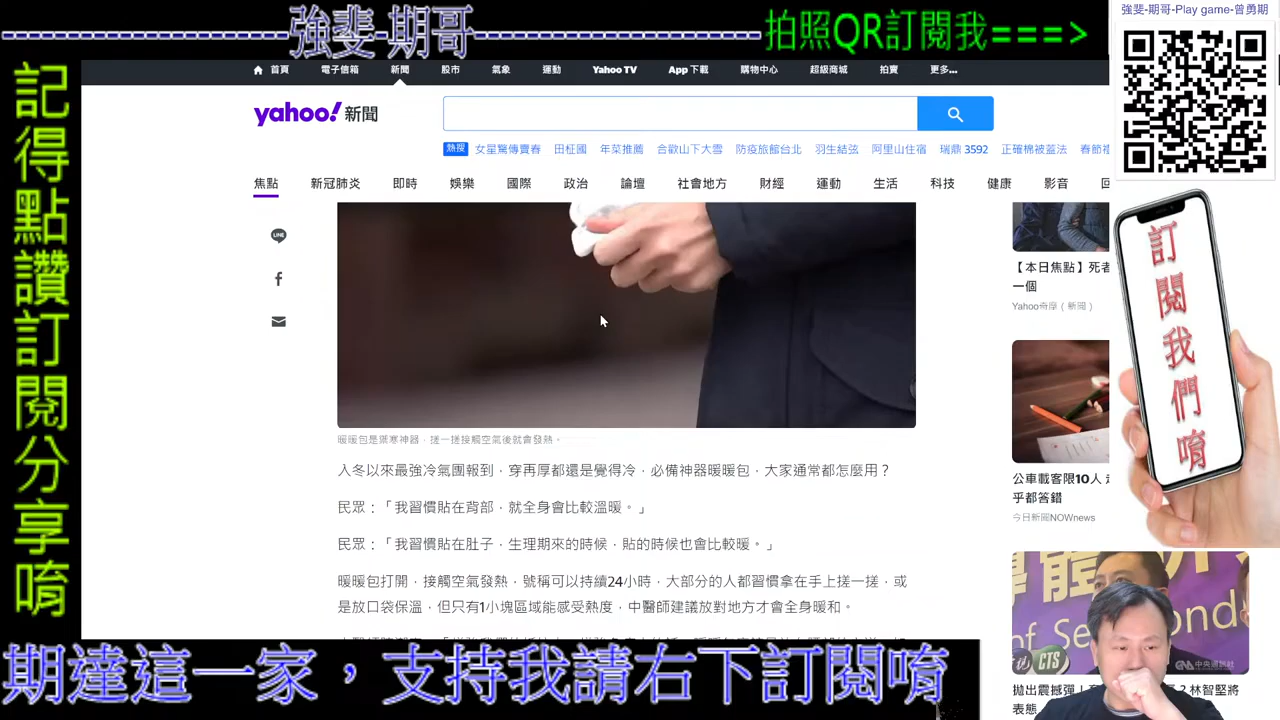 -----------------------強斐-期哥-----------------------
拍照QR訂閱我===>
強斐-期哥-Play game-曾勇期
記得點讚訂閱分享唷
首頁 電子信箱 新聞 股市 氣象 運動 Yahoo TV App 下載 購物中心 超級商城 拍賣 更多...
yahoo! 新聞
熱搜 女星驚傳賣春 田柾國 年菜推薦 合歡山下大雪 防疫旅館台北 羽生結弦 阿里山住宿 瑞鼎 3592 正確棉被蓋法 春節
焦點 新冠肺炎 即時 娛樂 國際 政治 論壇 社會地方 財經 運動 生活 科技 健康 影音
LINE
暖暖包是禦寒神器，搓一搓接觸空氣後就會發熱。
入冬以來最強冷氣團報到，穿再厚都還是覺得冷，必備神器暖暖包，大家通常都怎麼用？
民眾：「我習慣貼在背部，就全身會比較溫暖。」
民眾：「我習慣貼在肚子，生理期來的時候，貼的時候也會比較暖。」
暖暖包打開，接觸空氣發熱，號稱可以持續24小時，大部分的人都習慣拿在手上搓一搓，或
是放口袋保溫，但只有1小塊區域能感受熱度，中醫師建議放對地方才會全身暖和。
【本日焦點】死者
一個
Yahoo奇摩（新聞）
公車載客限10人
乎都答錯
今日新聞NOWnews
of Se
ond
CTS
CNA 中央通訊社
拋出震撼彈！
？林智堅將
表態
訂閱我們唷
期達這一家，支持我請右下訂閱唷